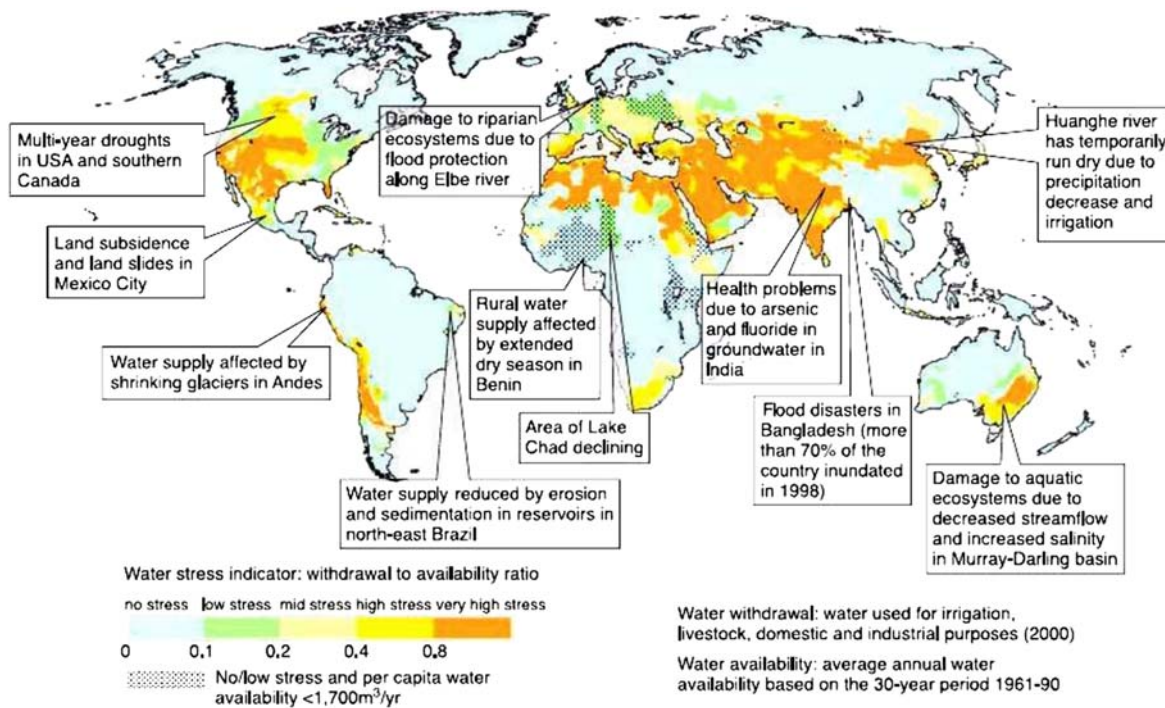 Multi-year droughts
in USA and southern
Canada
Damage to riparian
ecosystems due to
flood protection
along Elbe river
Huanghe river
has temporarily
run dry due to
precipitation
decrease and
irrigation
Land subsidence
and land slides in
Mexico City
Water supply affected by
shrinking glaciers in Andes
Rural water
supply affected
by extended
dry season in
Benin
Health problems
due to arsenic
and fluoride in
groundwater in
India
Area of Lake
Chad declining
Flood disasters in
Bangladesh (more
than 70% of the
country inundated
in 1998)
Water supply reduced by erosion
and sedimentation in reservoirs in
north-east Brazil
Damage to aquatic
ecosystems due to
decreased streamflow
and increased salinity
in Murray-Darling basin
Water stress indicator: withdrawal to availability ratio
no stress low stress mid stress high stress very high stress
0 0.1 0.2 0.4 0.8
No/low stress and per capita water
availability <1,700m³/yr
Water withdrawal: water used for irrigation,
livestock, domestic and industrial purposes (2000)
Water availability: average annual water
availability based on the 30-year period 1961-90